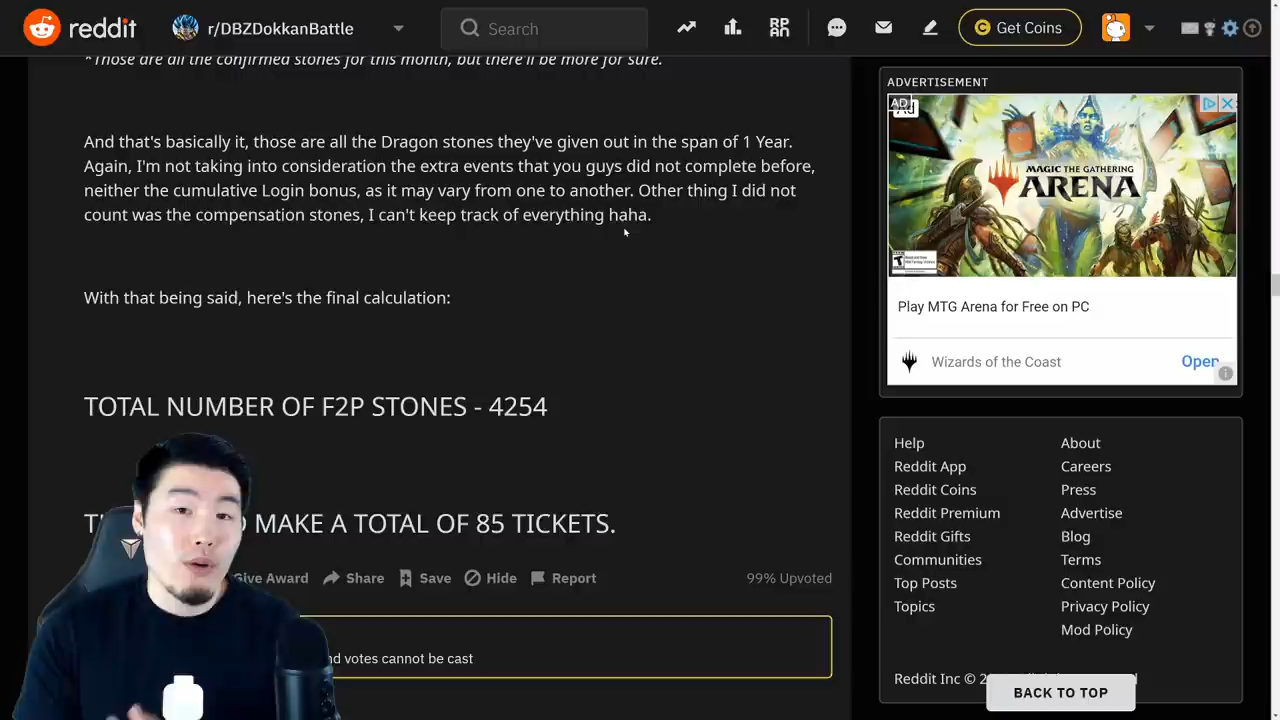 reddit
r/DBZDokkanBattle
Search
Get Coins
*Those are all the confirmed stones for this month, but there'll be more for sure.
And that's basically it, those are all the Dragon stones they've given out in the span of 1 Year.
Again, I'm not taking into consideration the extra events that you guys did not complete before,
neither the cumulative Login bonus, as it may vary from one to another. Other thing I did not
count was the compensation stones, I can't keep track of everything haha.
With that being said, here's the final calculation:
TOTAL NUMBER OF F2P STONES - 4254
MAKE A TOTAL OF 85 TICKETS.
Give Award
Share
Save
Hide
Report
99% Upvoted
votes cannot be cast
ADVERTISEMENT
AD
Ad
MAGIC THE GATHERING
ARENA
Play MTG Arena for Free on PC
Wizards of the Coast
Open
Help
About
Reddit App
Careers
Reddit Coins
Press
Reddit Premium
Advertise
Reddit Gifts
Blog
Communities
Terms
Top Posts
Content Policy
Topics
Privacy Policy
Mod Policy
Reddit Inc ©
BACK TO TOP